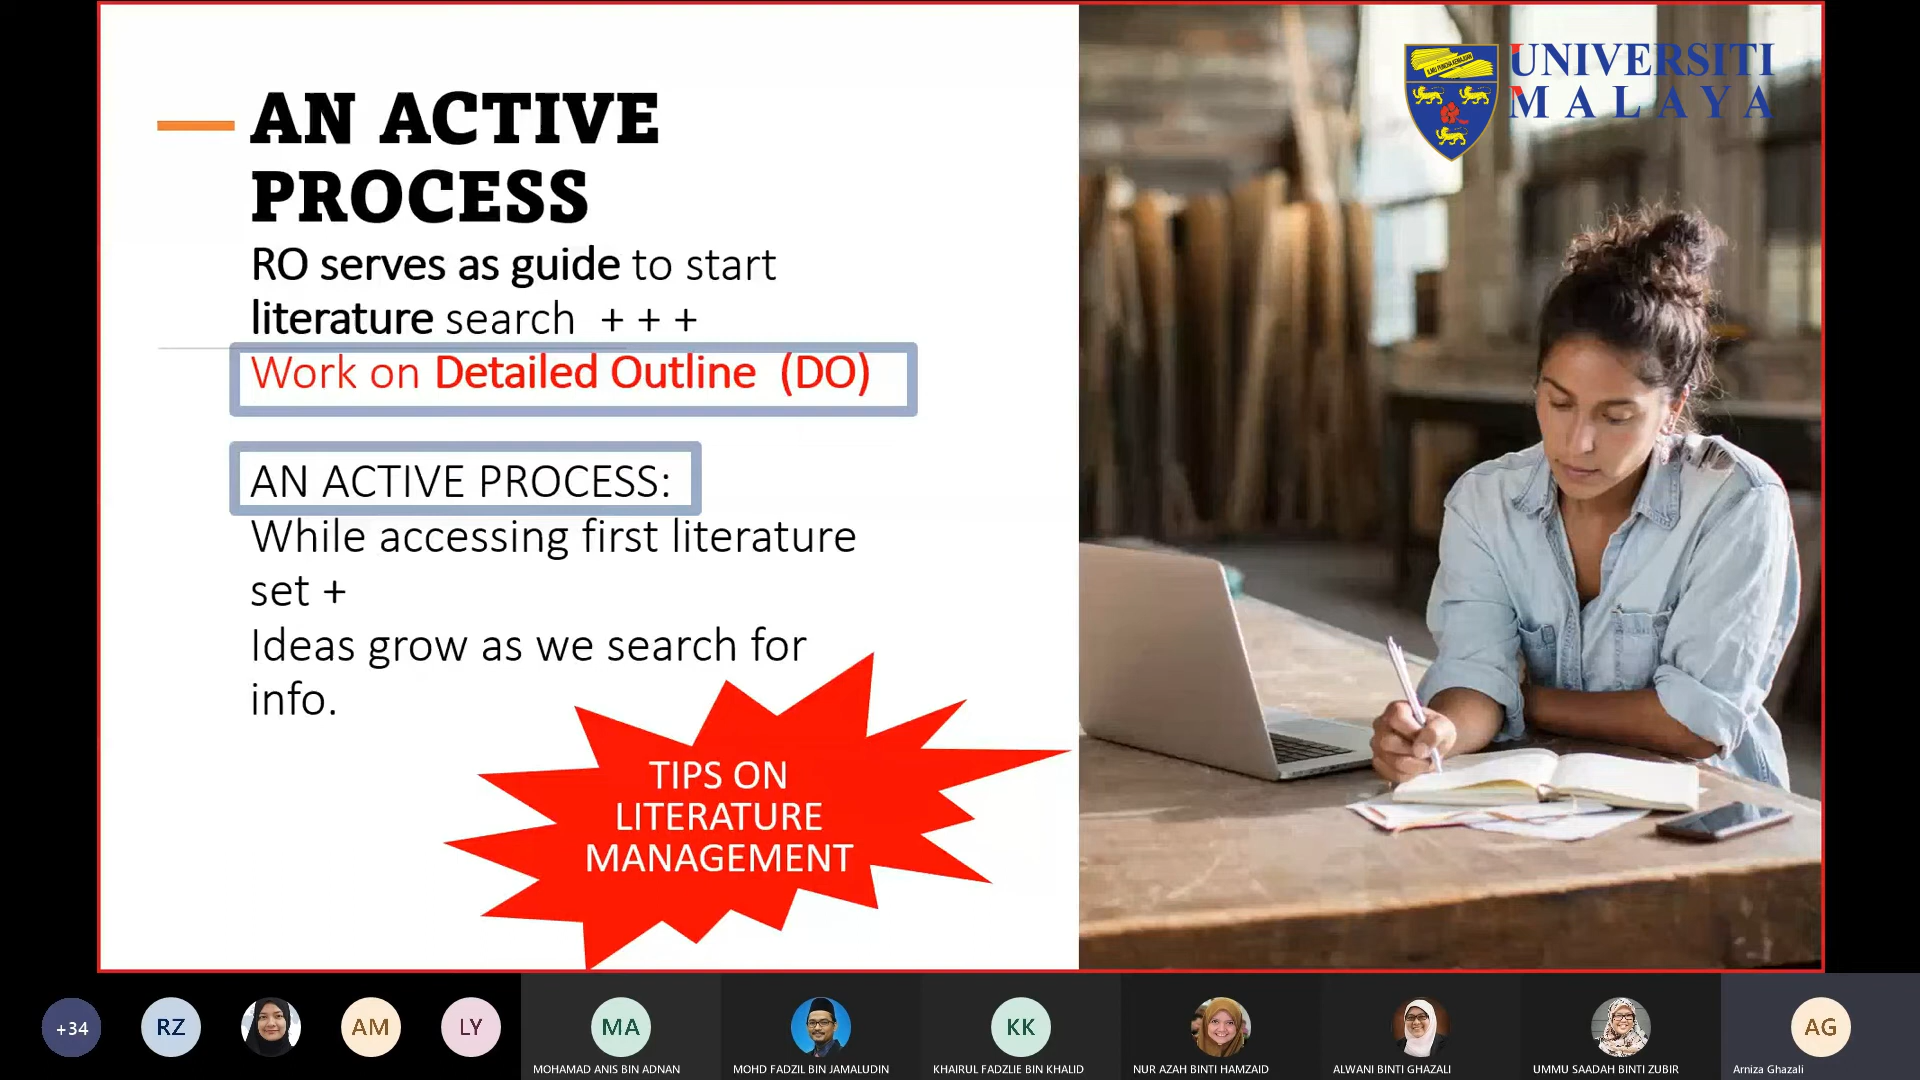 AN ACTIVE
PROCESS
RO serves as guide to start
literature search + + +
Work on Detailed Outline (DO)
AN ACTIVE PROCESS:
While accessing first literature
set +
Ideas grow as we search for
info.
TIPS ON
LITERATURE
MANAGEMENT
UNIVERSITI
MALAYA
+34
RZ
AM
LY
MA
KK
AG
MOHAMAD ANIS BIN ADNAN
MOHD FADZIL BIN JAMALUDIN
KHAIRUL FADZLIE BIN KHALID
NUR AZAH BINTI HAMZAID
ALWANI BINTI GHAZALI
UMMU SAADAH BINTI ZUBIR
Arniza Ghazali